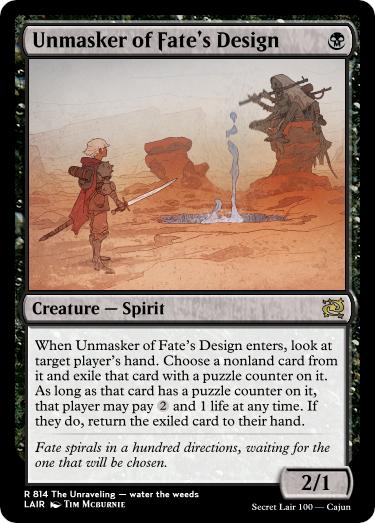 Unmasker of Fate's Design
Creature — Spirit
When Unmasker of Fate's Design enters, look at
target player's hand. Choose a nonland card from
it and exile that card with a puzzle counter on it.
As long as that card has a puzzle counter on it,
that player may pay 2 and 1 life at any time. If
they do, return the exiled card to their hand.
Fate spirals in a hundred directions, waiting for the
one that will be chosen.
2/1
R 814 The Unraveling — water the weeds
LAIR Tim Mcburnie
Secret Lair 100 — Cajun